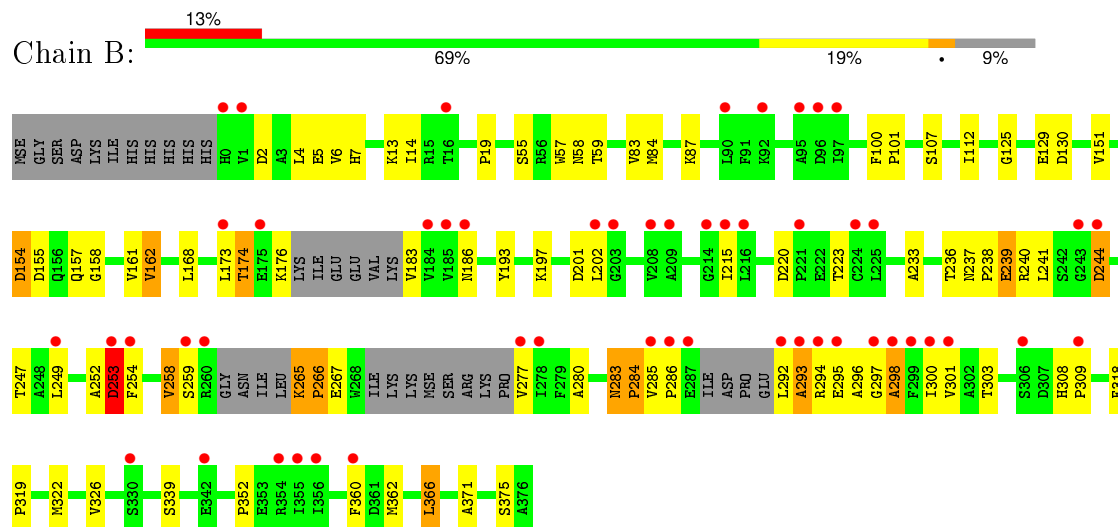 13%
Chain B:
69% 19% • 9%
MSE GLY SER ASP LYS ILE HIS HIS HIS HIS HIS H0 V1 D2 A3 L4 E5 V6 H7 K13 I14 R15 T16 P19 S55 R56 W57 N58 T59 V83 M84 K87 L90 F91 K92 A95 D96 I97 F100 P101 S107 I112 G125 E129 D130 V151
D154 D155 Q156 Q157 G158 V161 V162 L168 L173 T174 E175 K176 LYS ILE GLU GLU VAL LYS V183 V184 V185 N186 Y193 K197 D201 L202 G203 V208 A209 G214 I215 L216 D220 P221 E222 T223 C224 L225 A233 T236 N237 P238 E239 R240 L241 S242 G243 D244
T247 A248 L249 A252 D253 F254 V258 S259 R260 GLY ASN ILE LEU K265 P266 E267 W268 ILE LYS LYS MSE SER ARG LYS PRO V277 I278 F279 A280 N283 P284 V285 P286 E287 ILE ASP PRO GLU L292 A293 R294 E295 A296 G297 A298 F299 I300 V301 A302 T303 S306 D307 H308 P309
P319 M322 V326 S330 S339 E342 P352 E353 R354 I355 I356 F360 D361 M362 L366 A371 S375 A376